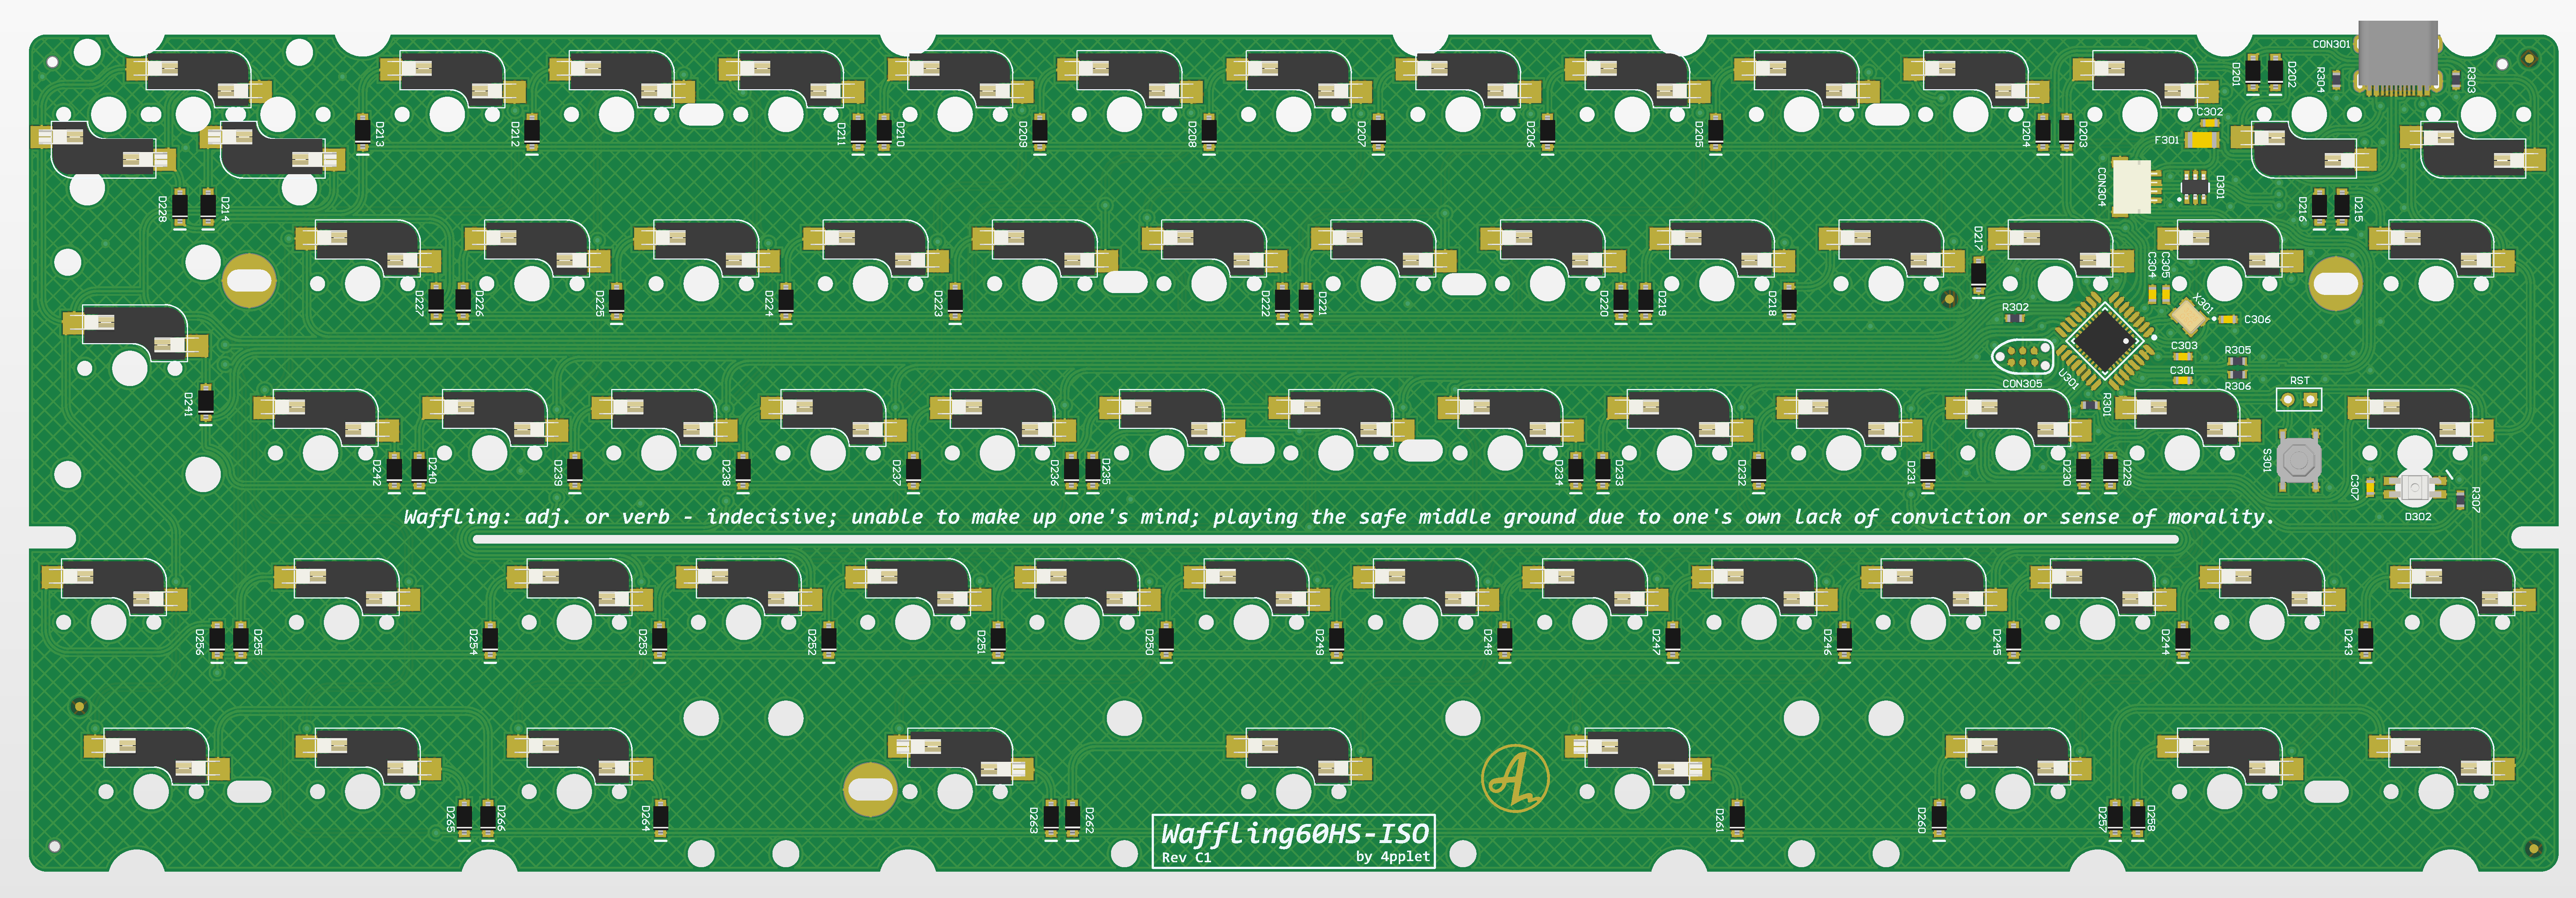 CON301
D201
D202
R304
R303
C302
F301
D213
D212
D211
D210
D209
D208
D207
D206
D205
D204
D203
CON304
D301
D228
D214
D216
D215
D217
C304
C305
X301
C306
R302
D227
D226
D225
D224
D223
D222
D221
D220
D219
D218
C303
R305
C301
R306
CON305
U301
RST
R301
D241
D242
D240
D239
D238
D237
D236
D235
D234
D233
D232
D231
D230
D229
S301
C307
R307
D302
Waffling: adj. or verb - indecisive; unable to make up one's mind; playing the safe middle ground due to one's own lack of conviction or sense of morality.
D256
D255
D254
D253
D252
D251
D250
D249
D248
D247
D246
D245
D244
D243
D265
D266
D264
D263
D262
D261
D260
D257
D258
Waffling60HS-ISO
Rev C1
by 4pplet